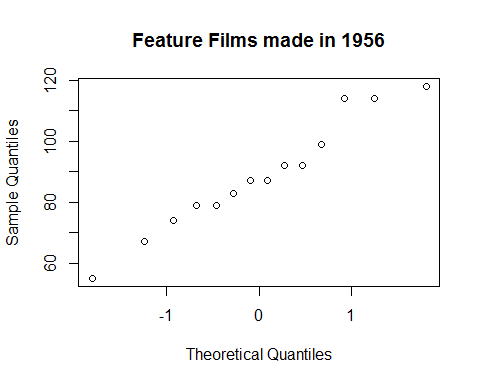 Feature Films made in 1956
120
100
80
60
Sample Quantiles
-1 0 1
Theoretical Quantiles